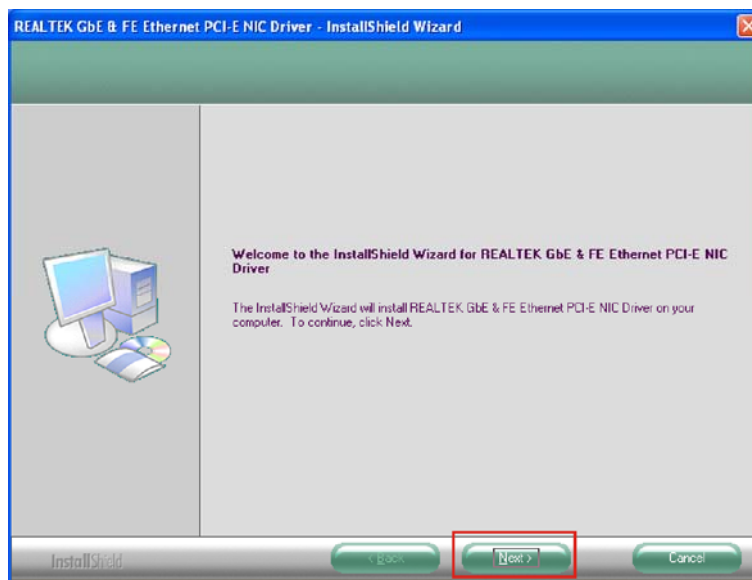 REALTEK GbE & FE Ethernet PCI-E NIC Driver - InstallShield Wizard
Welcome to the InstallShield Wizard for REALTEK GbE & FE Ethernet PCI-E NIC
Driver
The InstallShield Wizard will install REALTEK GbE & FE Ethernet PCI-E NIC Driver on your
computer. To continue, click Next.
InstallShield
< Back
Next >
Cancel